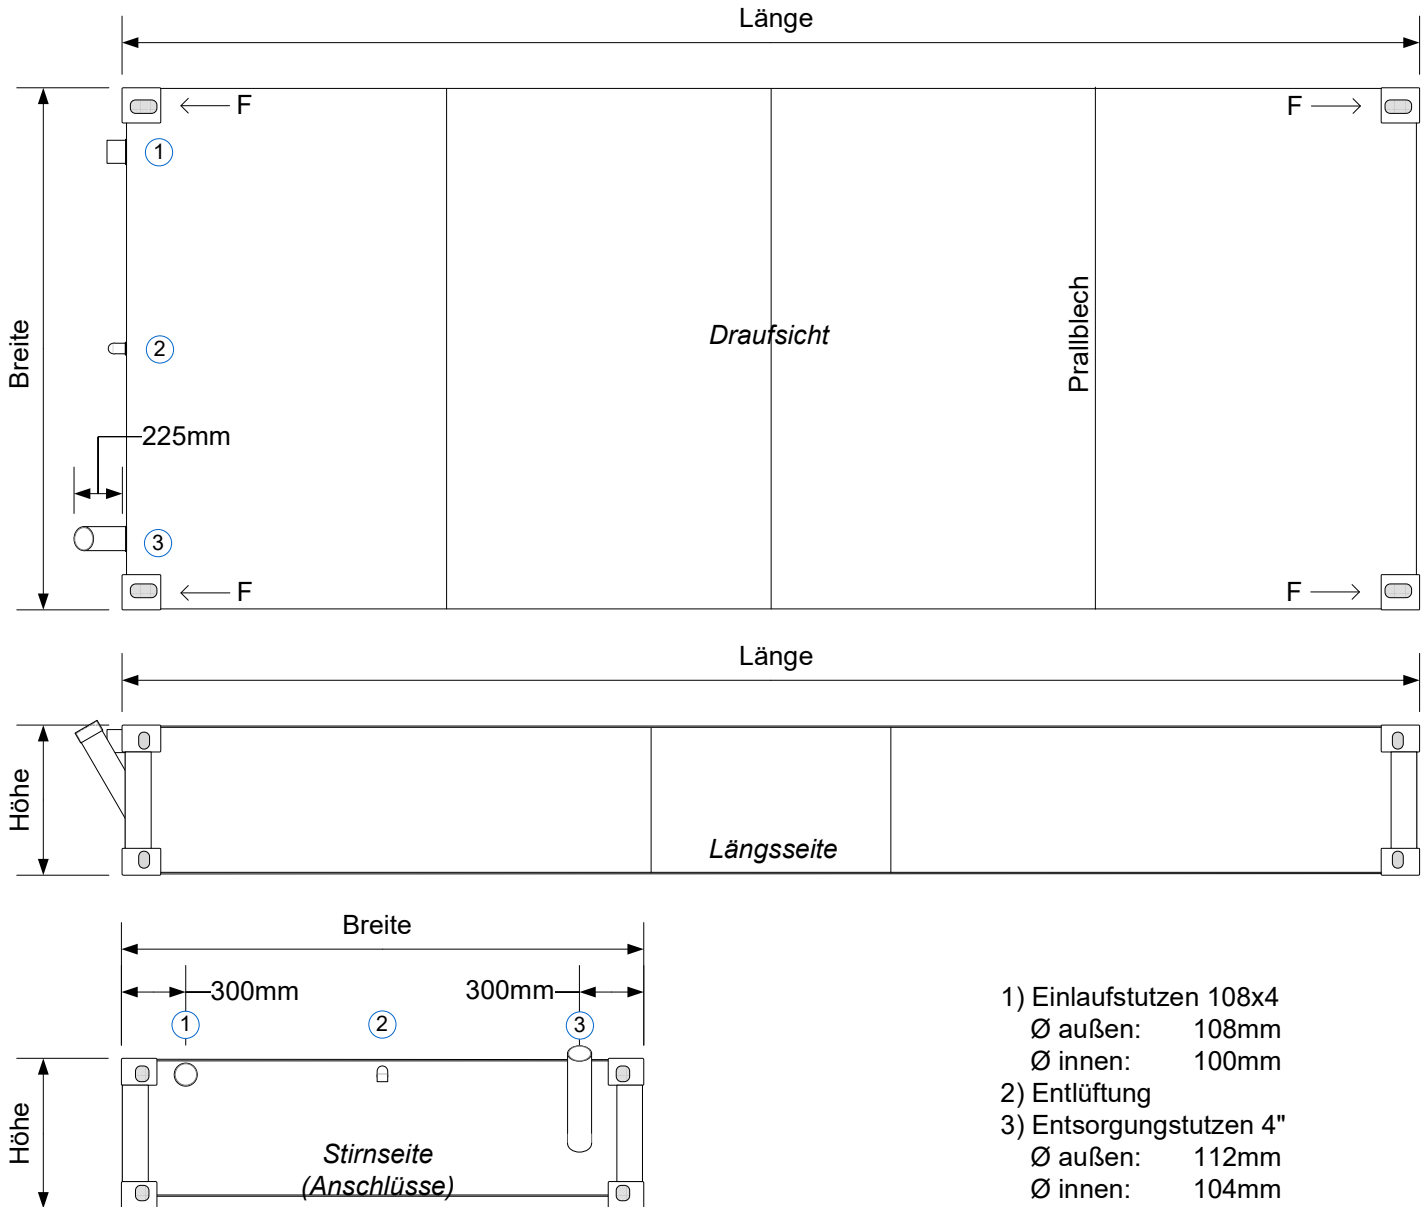 Länge
F
F
1
Breite
2
Draufsicht
Prallblech
225mm
3
F
F
Länge
Höhe
Längsseite
Breite
300mm
300mm
1
2
3
Höhe
Stirnseite
(Anschlüsse)
1) Einlaufstutzen 108x4
Ø außen: 108mm
Ø innen: 100mm
2) Entlüftung
3) Entsorgungstutzen 4"
Ø außen: 112mm
Ø innen: 104mm